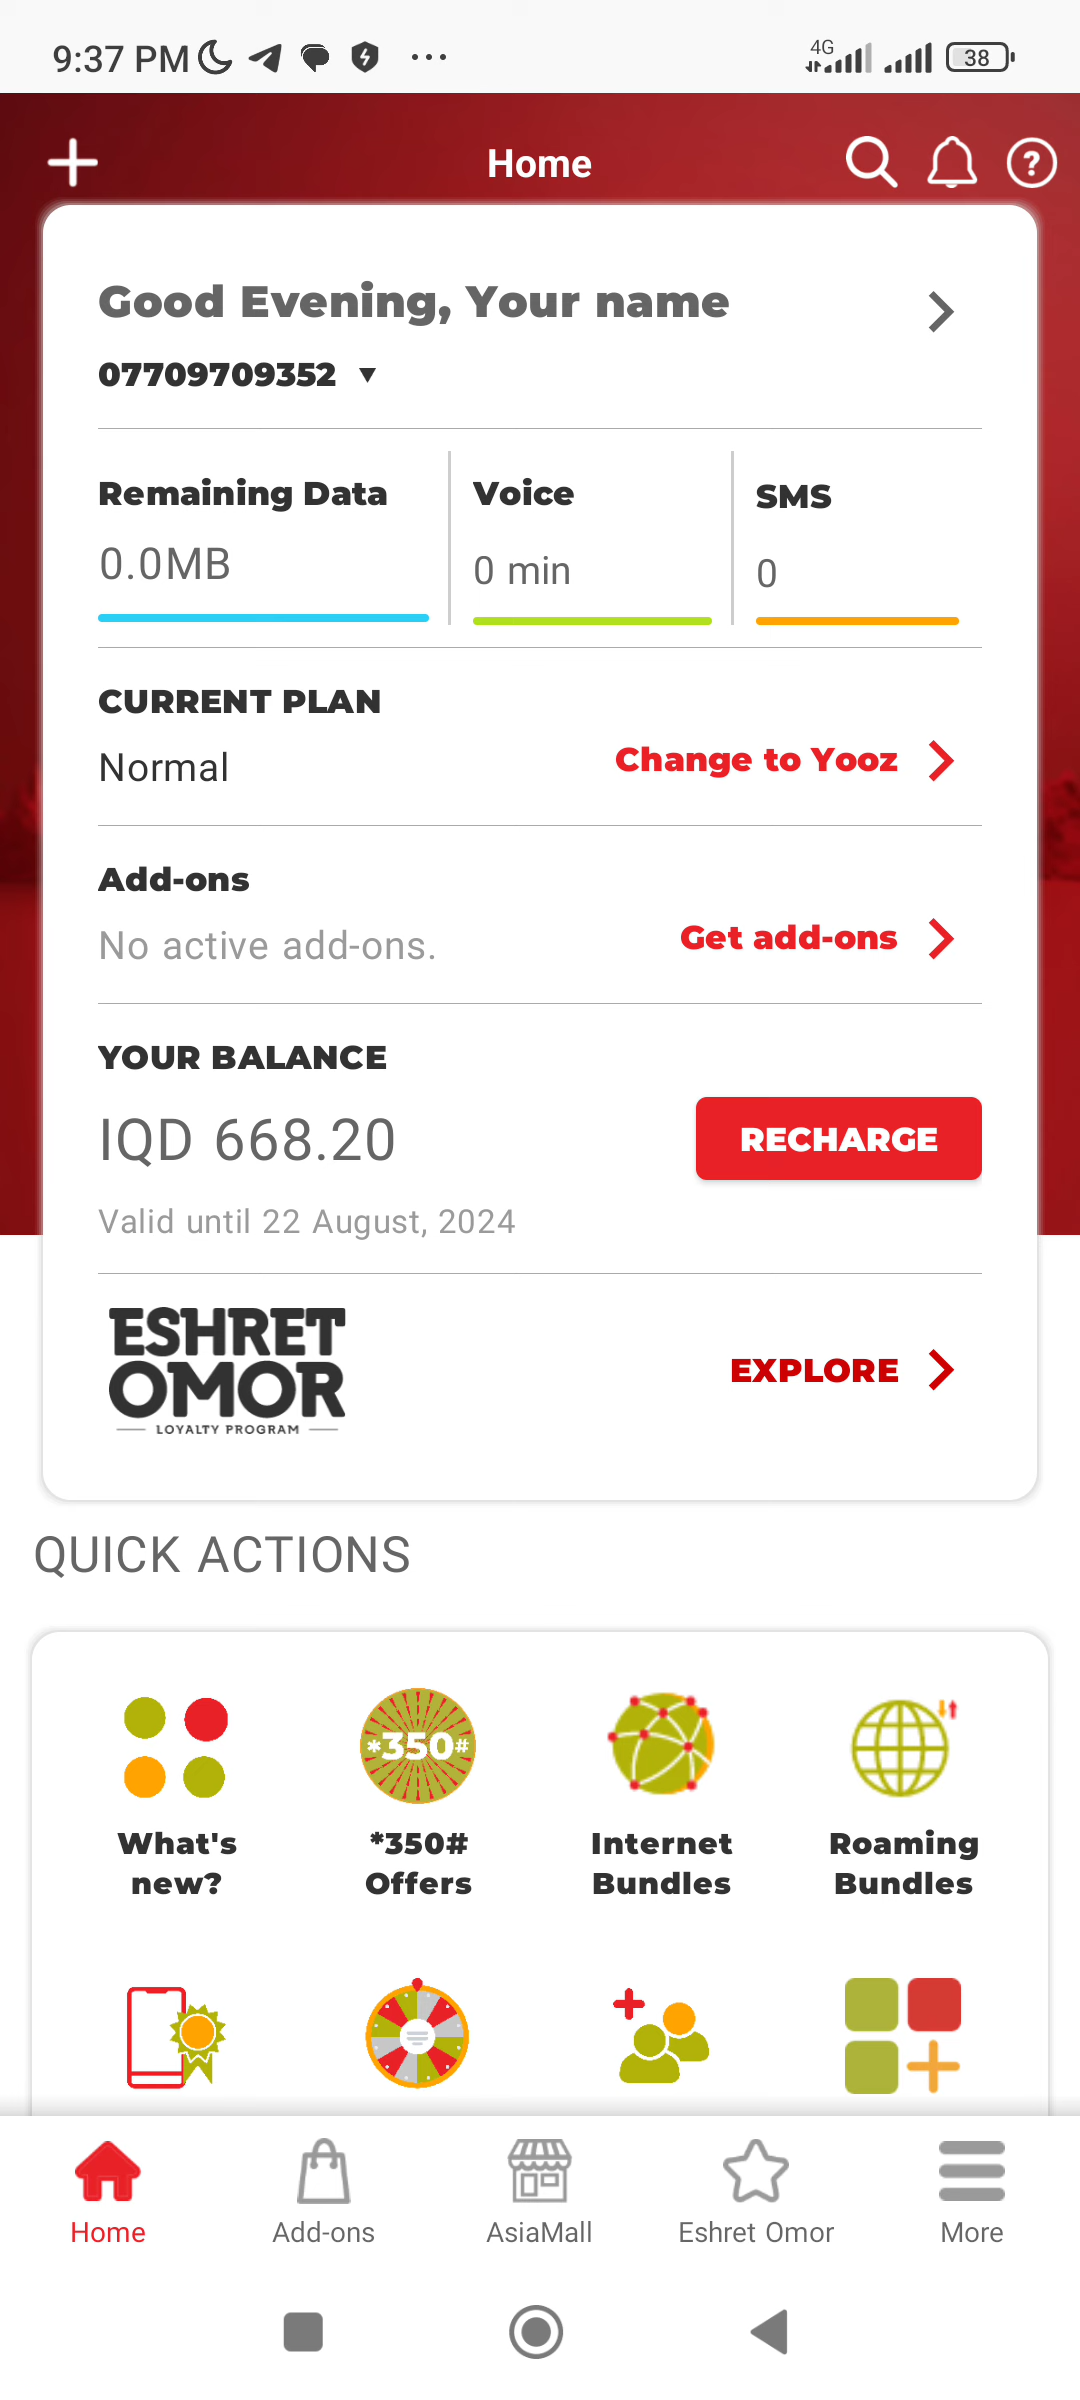 9:37 PM
4G
38
Home
Good Evening, Your name
07709709352
Remaining Data
Voice
SMS
0.0MB
0 min
0
CURRENT PLAN
Normal
Change to Yooz
Add-ons
No active add-ons.
Get add-ons
YOUR BALANCE
IQD 668.20
RECHARGE
Valid until 22 August, 2024
ESHRET
OMOR
LOYALTY PROGRAM
EXPLORE
QUICK ACTIONS
*350#
What's
new?
*350#
Offers
Internet
Bundles
Roaming
Bundles
Home
Add-ons
AsiaMall
Eshret Omor
More